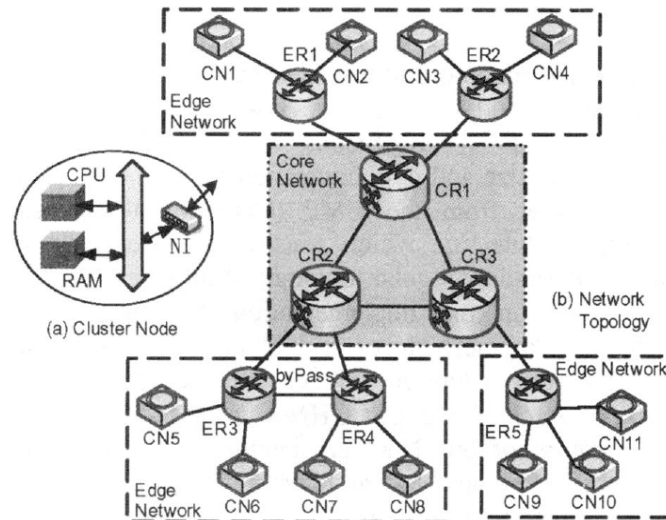 CN1
ER1
CN2
CN3
ER2
CN4
Edge
Network
Core
Network
CR1
CPU
NI
RAM
(a) Cluster Node
CR2
CR3
(b) Network
Topology
byPass
CN5
ER3
ER4
Edge
Network
CN6
CN7
CN8
Edge Network
ER5
CN11
CN9
CN10